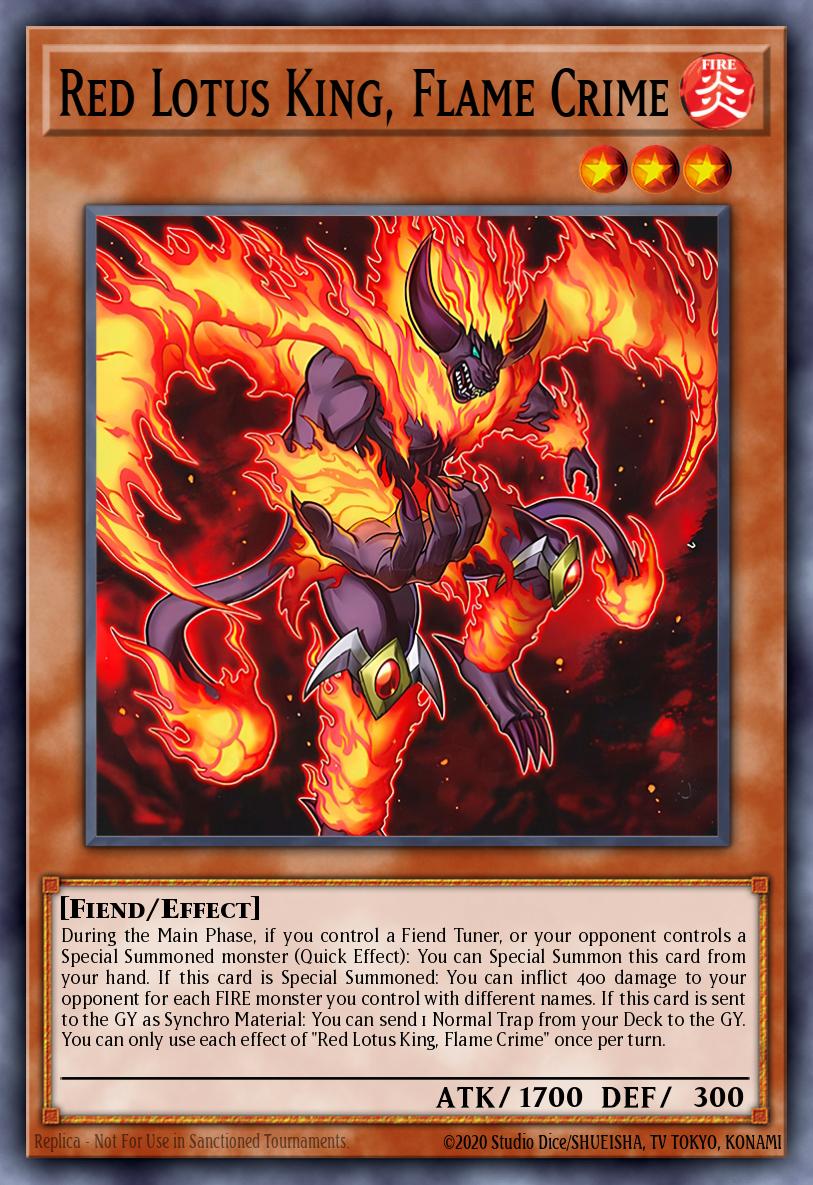 RED LOTUS KING, FLAME CRIME
FIRE
炎
[FIEND/EFFECT]
During the Main Phase, if you control a Fiend Tuner, or your opponent controls a
Special Summoned monster (Quick Effect): You can Special Summon this card from
your hand. If this card is Special Summoned: You can inflict 400 damage to your
opponent for each FIRE monster you control with different names. If this card is sent
to the GY as Synchro Material: You can send 1 Normal Trap from your Deck to the GY.
You can only use each effect of "Red Lotus King, Flame Crime" once per turn.
ATK/ 1700 DEF/ 300
Replica - Not For Use in Sanctioned Tournaments.
©2020 Studio Dice/SHUEISHA, TV TOKYO, KONAMI